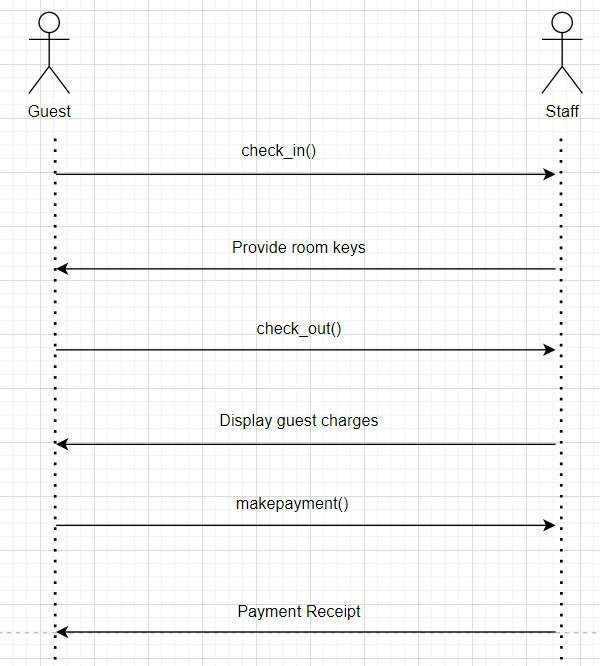 Guest
Staff
check_in()
Provide room keys
check_out()
Display guest charges
makepayment()
Payment Receipt